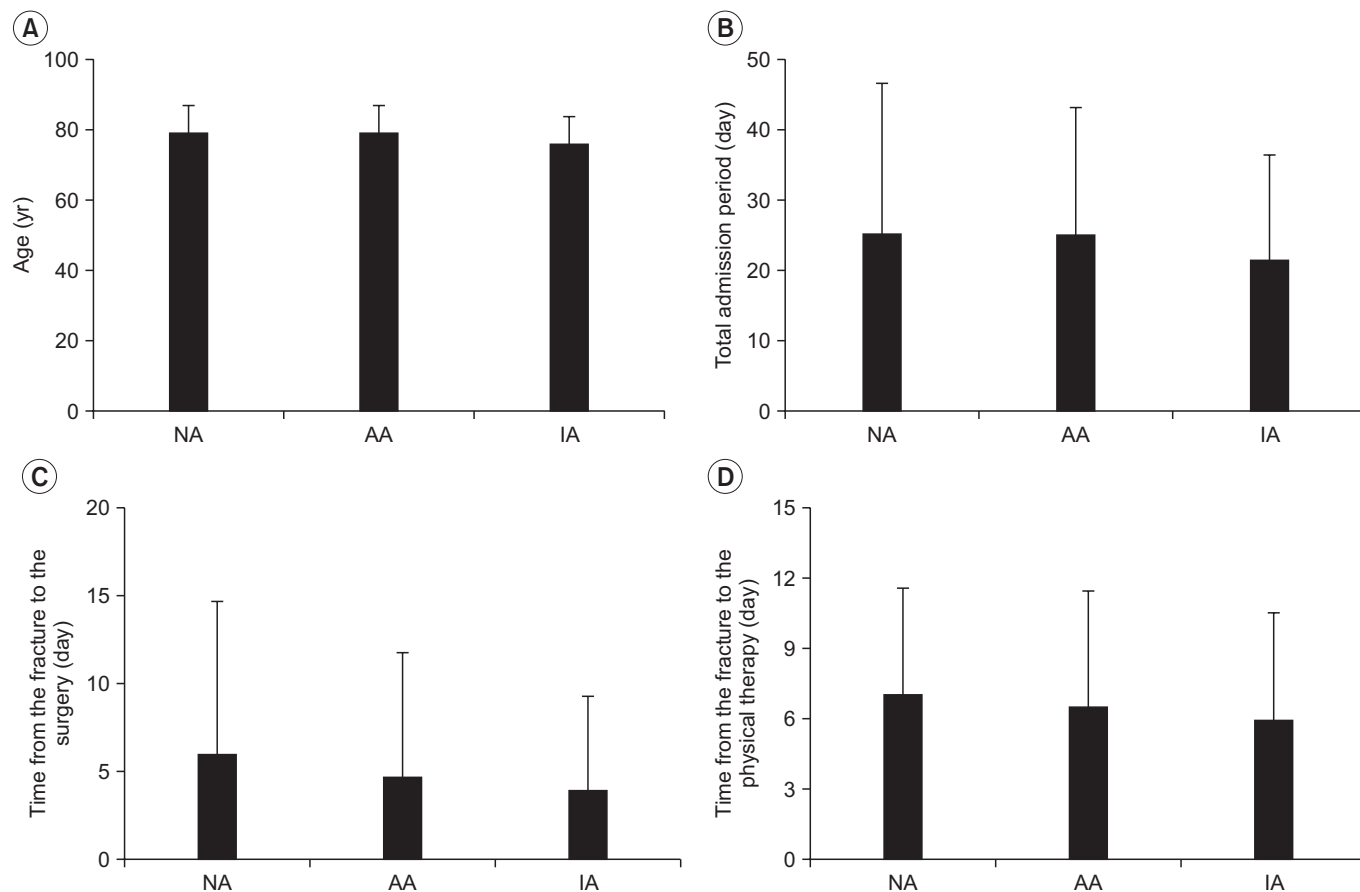 A
Age (yr)
100
80
60
40
20
0
NA AA IA
B
Total admission period (day)
50
40
30
20
10
0
NA AA IA
C
Time from the fracture to the
surgery (day)
20
15
10
5
0
NA AA IA
D
Time from the fracture to the
physical therapy (day)
15
12
9
6
3
0
NA AA IA